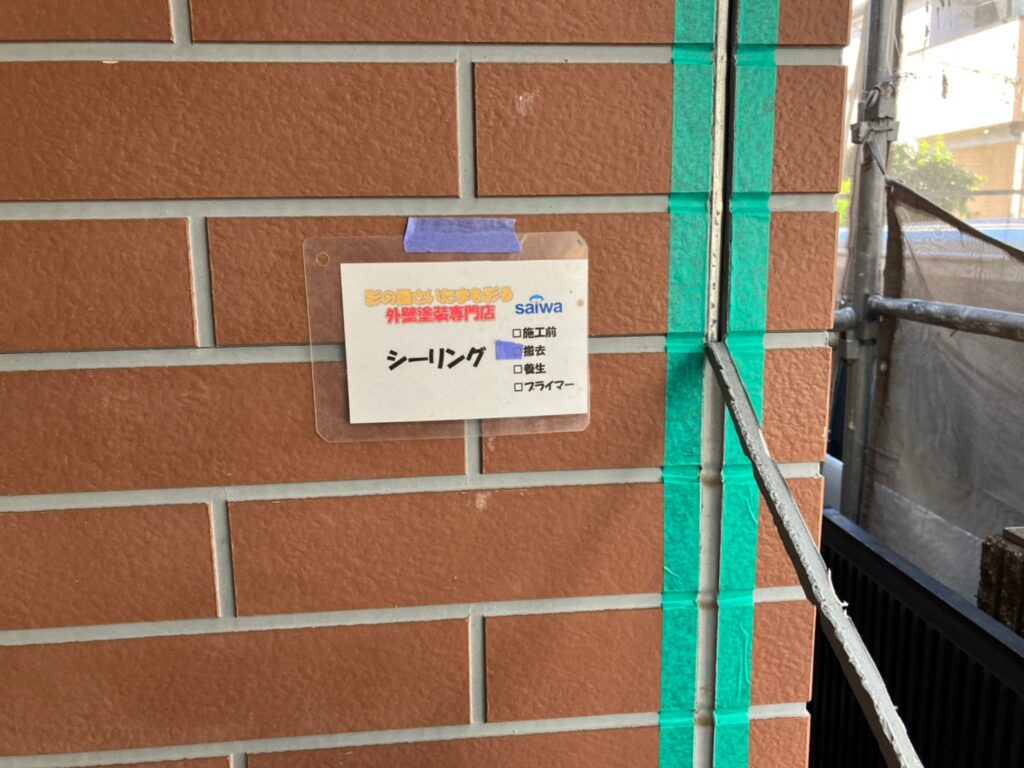 彩の国さいたまを彩る
外壁塗装専門店
saiwa
シーリング
□施工前
□撤去
□養生
□プライマー